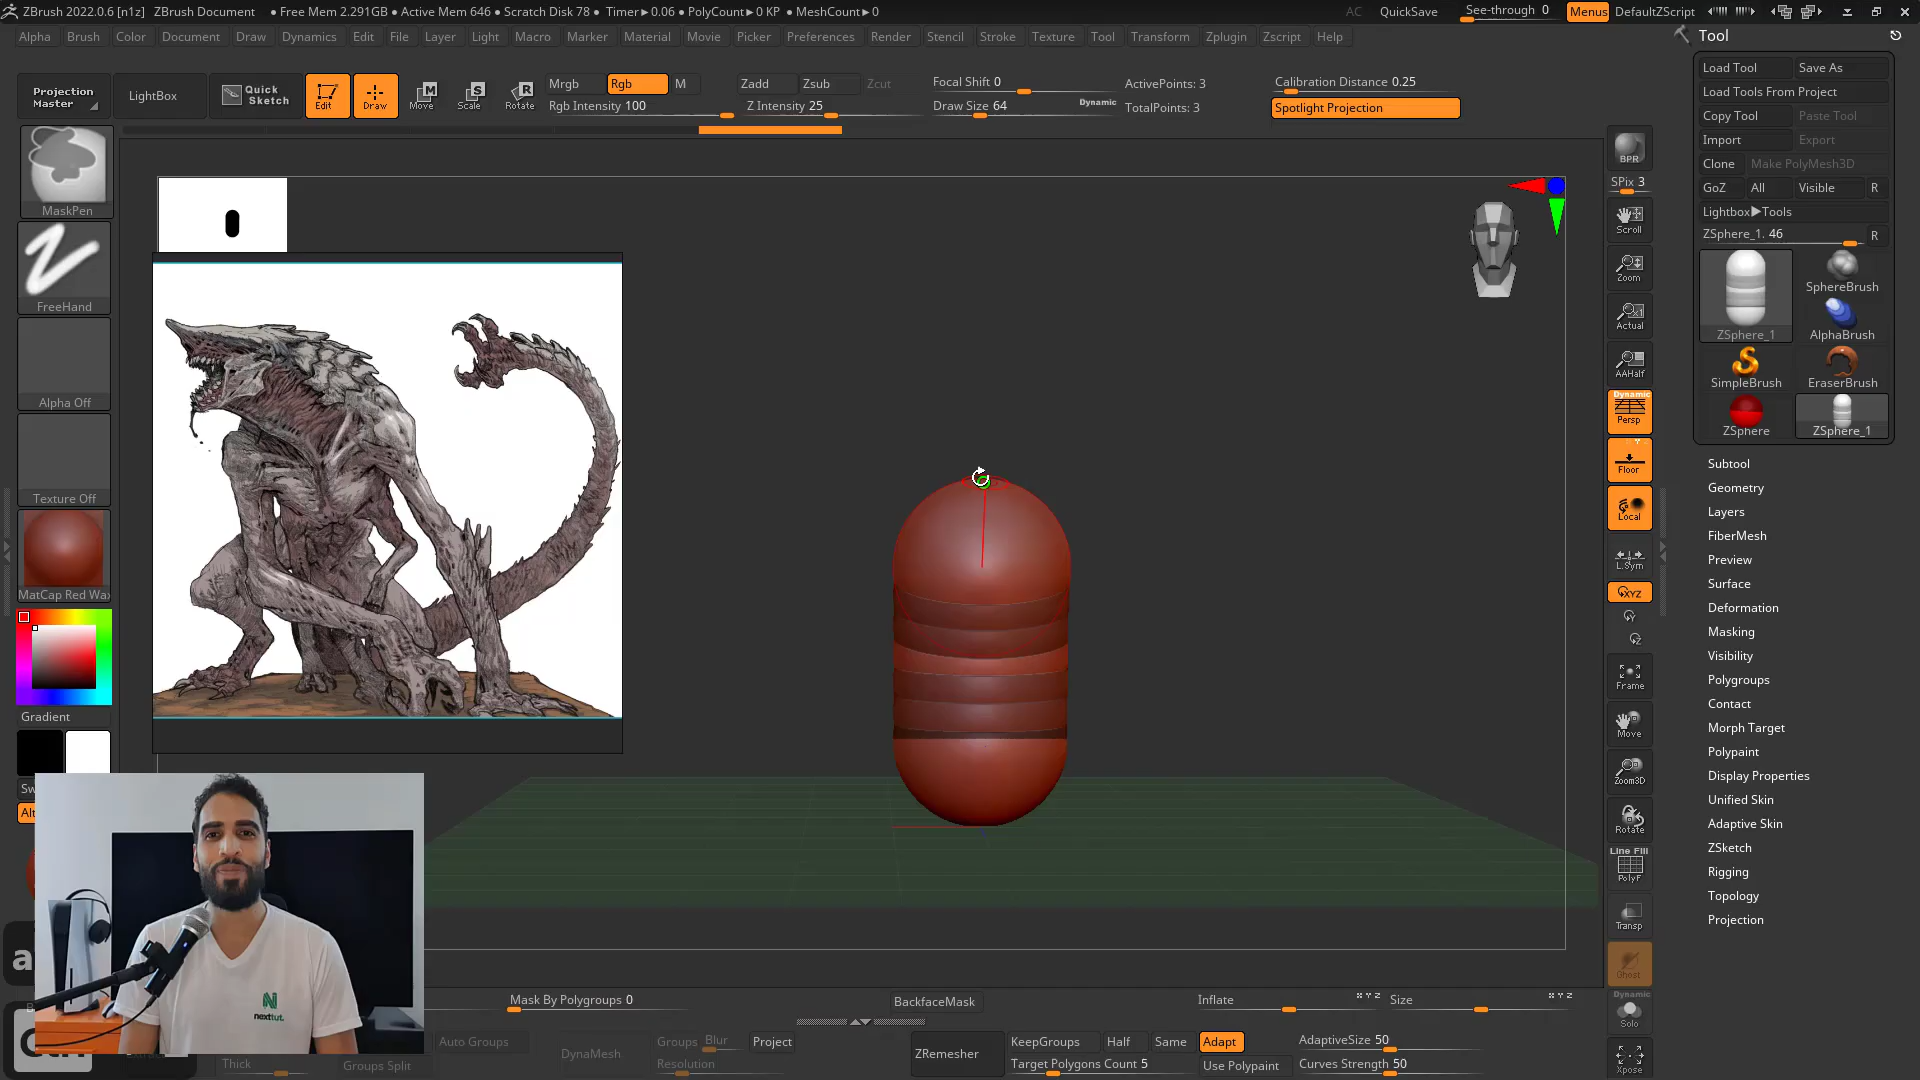 ZBrush 2022.0.6 [n1z] ZBrush Document ● Free Mem 2.291GB ● Active Mem 646 ● Scratch Disk 78 ● Timer▶0.06 ● PolyCount▶0 KP ● MeshCount▶0 AC QuickSave See-through 0 Menus DefaultZScript
Alpha Brush Color Document Draw Dynamics Edit File Layer Light Macro Marker Material Movie Picker Preferences Render Stencil Stroke Texture Tool Transform Zplugin Zscript Help
Tool
Projection Master
LightBox
Quick Sketch
Edit
Draw
Move
Scale
Rotate
Mrgb Rgb M
Rgb Intensity 100
Zadd Zsub Zcut
Z Intensity 25
Focal Shift 0
Draw Size 64
Dynamic
ActivePoints: 3
TotalPoints: 3
Calibration Distance 0.25
Spotlight Projection
MaskPen
FreeHand
Alpha Off
Texture Off
MatCap Red Wax
Gradient
Sw
Alt
a
nexttut.
BPR
SPix 3
Scroll
Zoom
Actual
AAHalf
Dynamic
Persp
Floor
Local
L.Sym
XYZ
Y
Z
Frame
Move
Zoom3D
Rotate
Line Fill
PolyF
Transp
Ghost
Dynamic
Solo
Xpose
Load Tool Save As
Load Tools From Project
Copy Tool Paste Tool
Import Export
Clone Make PolyMesh3D
GoZ All Visible R
Lightbox▶Tools
ZSphere_1. 46 R
ZSphere_1
SphereBrush
AlphaBrush
SimpleBrush
EraserBrush
ZSphere
ZSphere_1
Subtool
Geometry
Layers
FiberMesh
Preview
Surface
Deformation
Masking
Visibility
Polygroups
Contact
Morph Target
Polypaint
Display Properties
Unified Skin
Adaptive Skin
ZSketch
Rigging
Topology
Projection
Mask By Polygroups 0
BackfaceMask
Inflate X Y Z
Size X Y Z
Auto Groups
DynaMesh
Groups Blur
Project
Resolution
Thick
Groups Split
ZRemesher
KeepGroups Half Same Adapt
AdaptiveSize 50
Target Polygons Count 5
Use Polypaint
Curves Strength 50